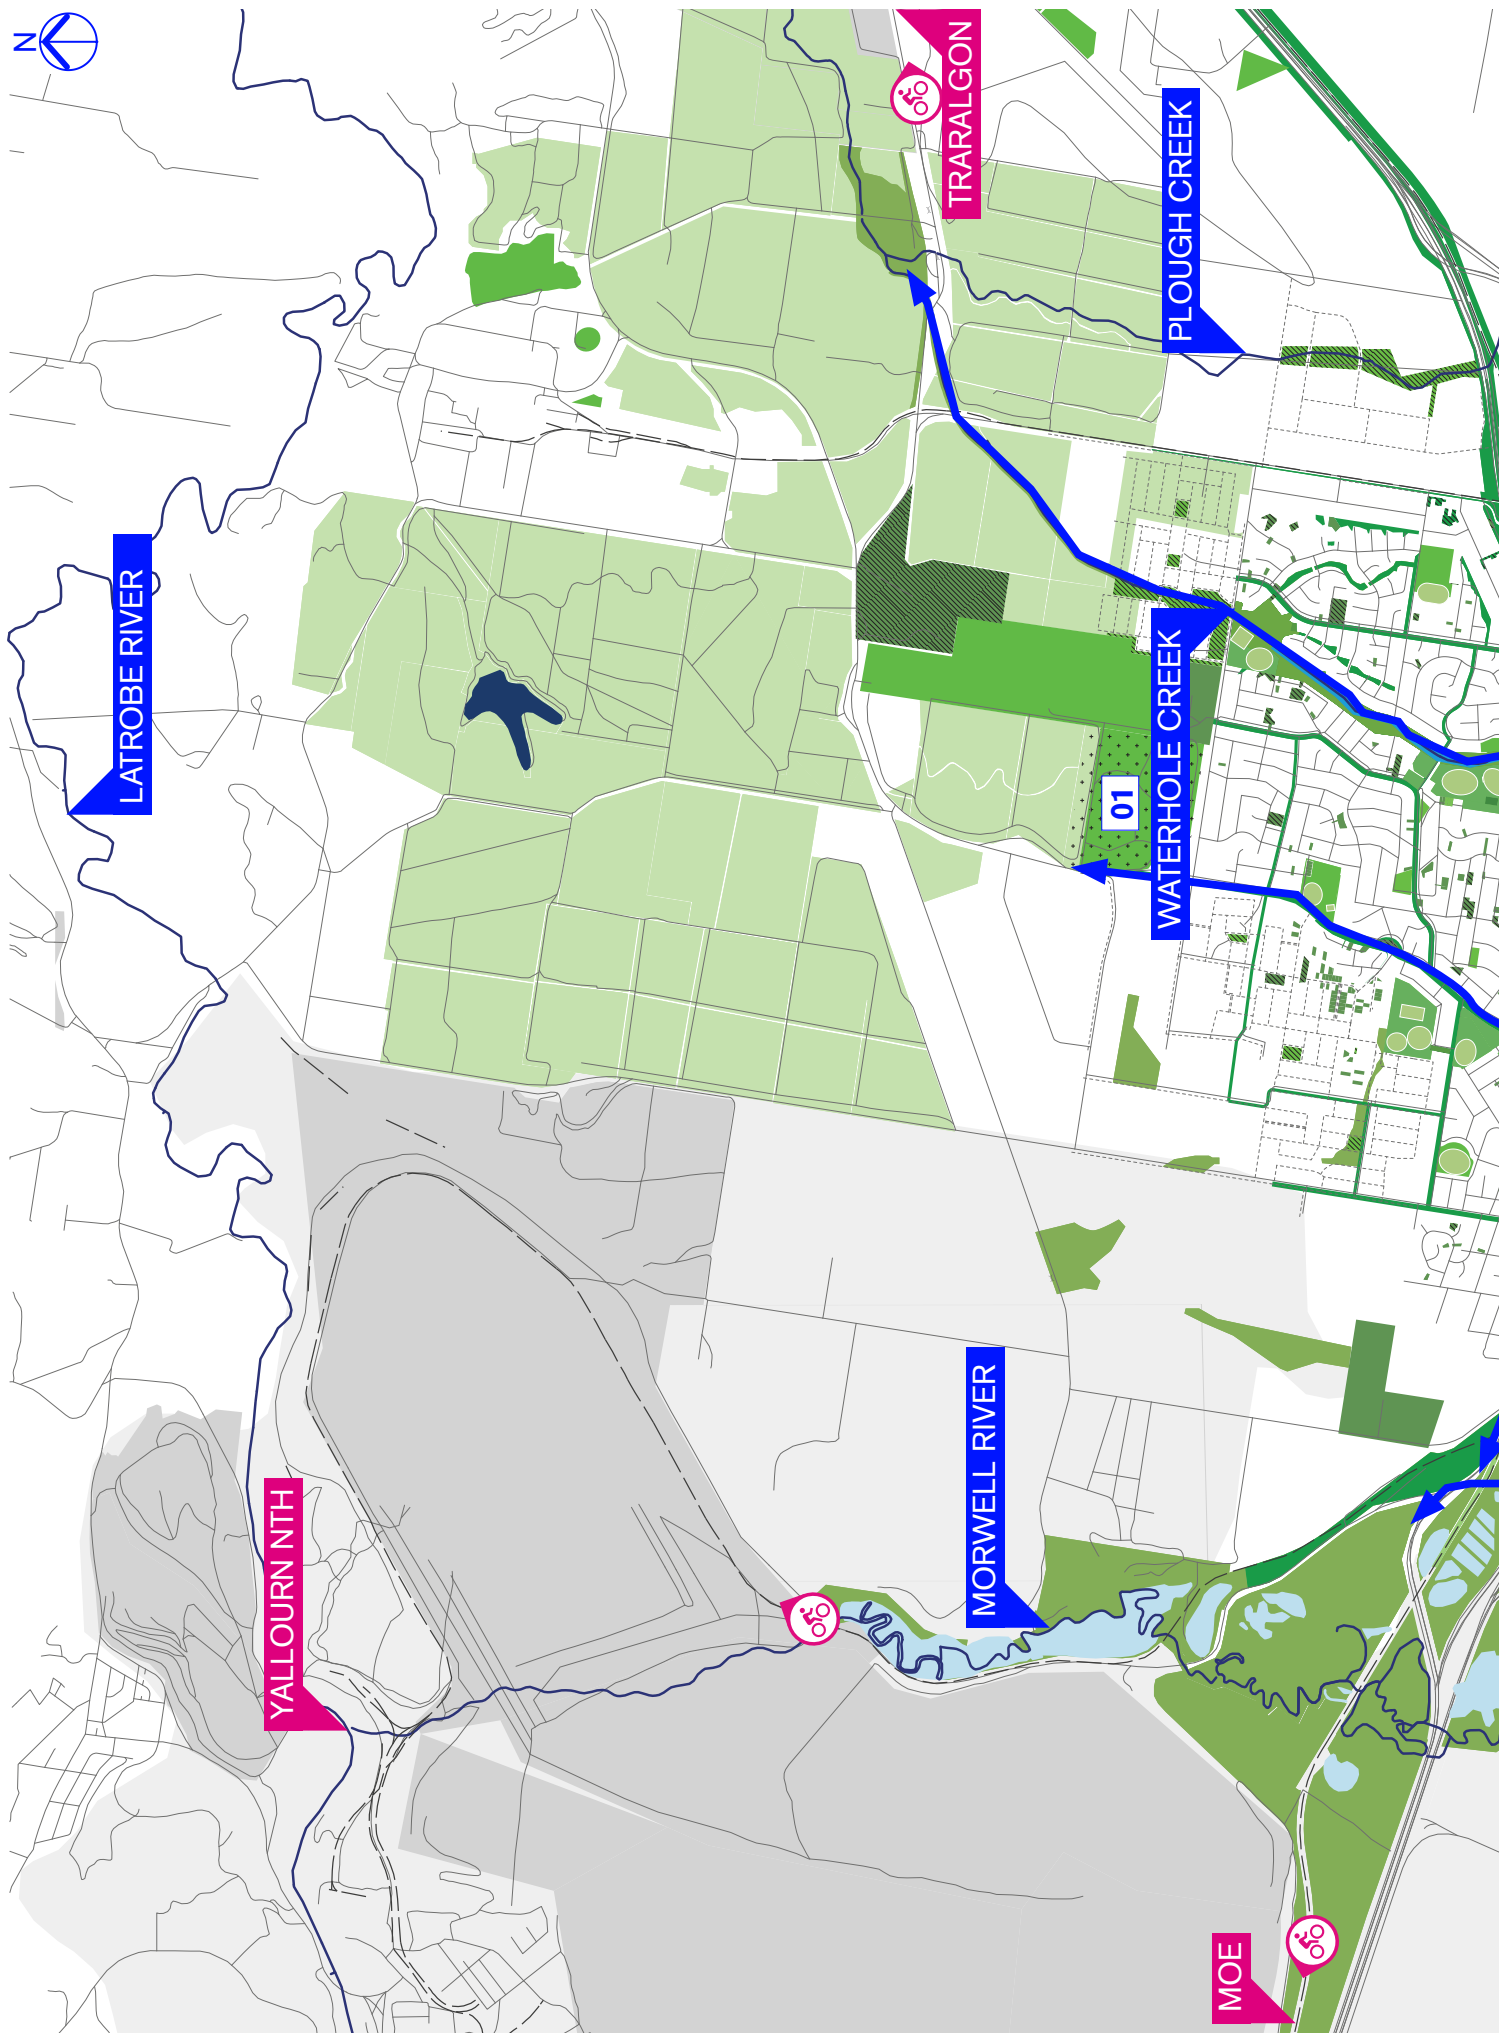 N
TRARALGON
PLOUGH CREEK
LATROBE RIVER
WATERHOLE CREEK
01
MORWELL RIVER
YALLOURN NTH
MOE